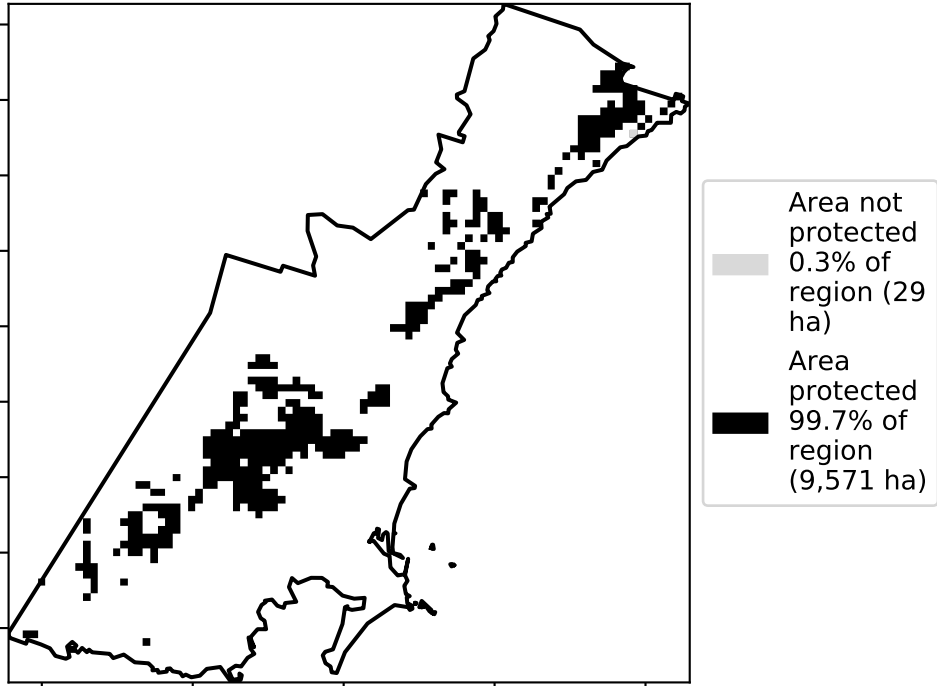 Area not
protected
0.3% of
region (29
ha)
Area
protected
99.7% of
region
(9,571 ha)